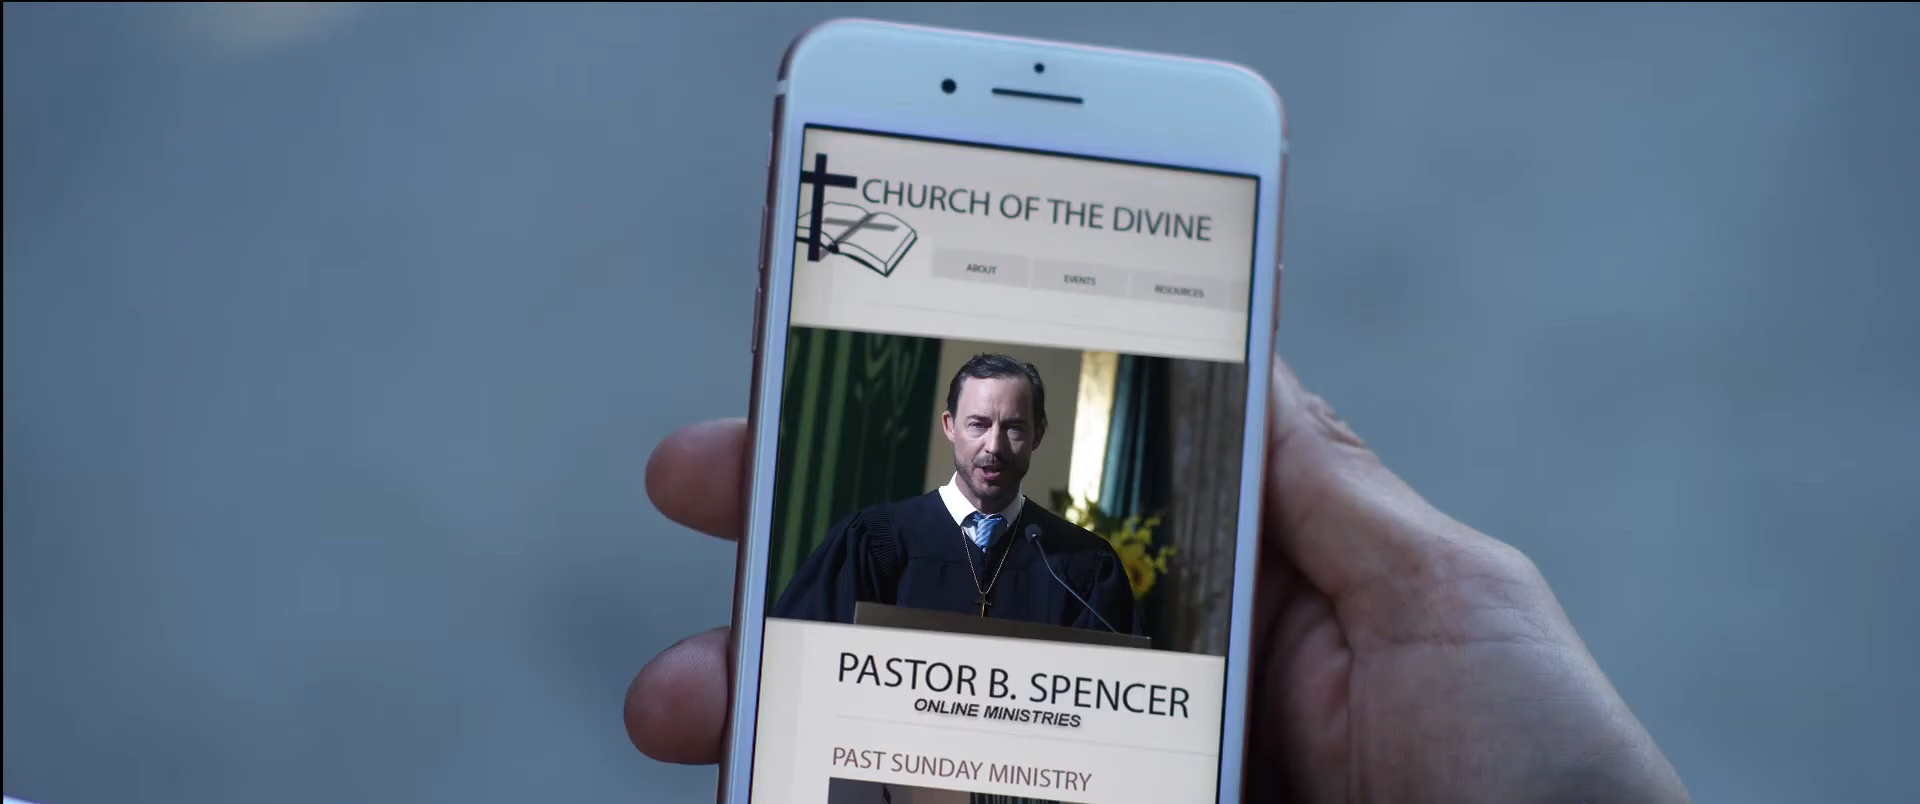 CHURCH OF THE DIVINE
ABOUT
EVENTS
RESOURCES
PASTOR B. SPENCER
ONLINE MINISTRIES
PAST SUNDAY MINISTRY